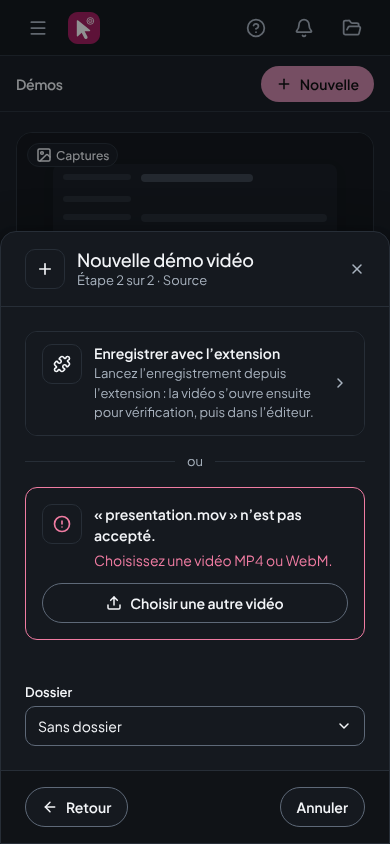 Démos
Nouvelle
Captures
Nouvelle démo vidéo
Étape 2 sur 2 · Source
Enregistrer avec l’extension
Lancez l’enregistrement depuis
l’extension : la vidéo s’ouvre ensuite
pour vérification, puis dans l’éditeur.
ou
« presentation.mov » n’est pas
accepté.
Choisissez une vidéo MP4 ou WebM.
Choisir une autre vidéo
Dossier
Sans dossier
Retour
Annuler